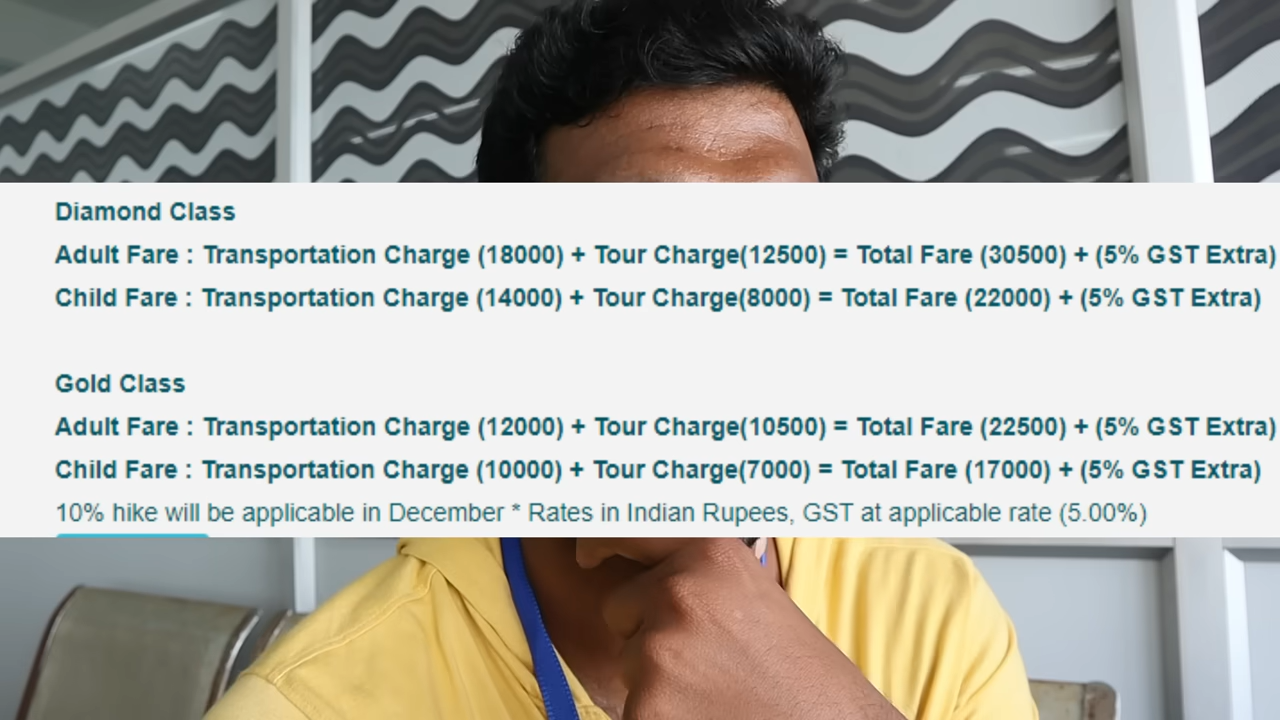 Diamond Class
Adult Fare : Transportation Charge (18000) + Tour Charge(12500) = Total Fare (30500) + (5% GST Extra)
Child Fare : Transportation Charge (14000) + Tour Charge(8000) = Total Fare (22000) + (5% GST Extra)
Gold Class
Adult Fare : Transportation Charge (12000) + Tour Charge(10500) = Total Fare (22500) + (5% GST Extra)
Child Fare : Transportation Charge (10000) + Tour Charge(7000) = Total Fare (17000) + (5% GST Extra)
10% hike will be applicable in December * Rates in Indian Rupees, GST at applicable rate (5.00%)